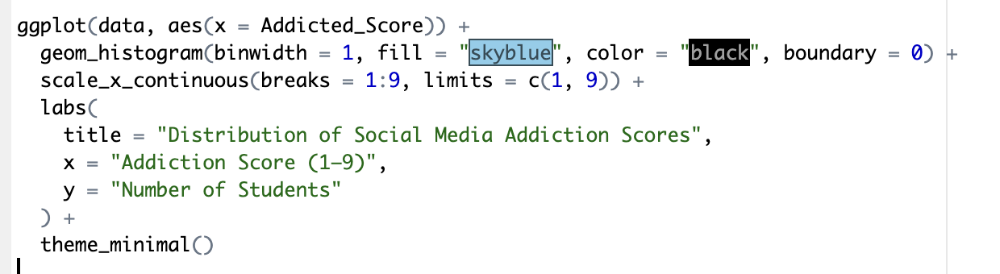 ggplot(data, aes(x = Addicted_Score)) +
  geom_histogram(binwidth = 1, fill = "skyblue", color = "black", boundary = 0) +
  scale_x_continuous(breaks = 1:9, limits = c(1, 9)) +
  labs(
    title = "Distribution of Social Media Addiction Scores",
    x = "Addiction Score (1–9)",
    y = "Number of Students"
  ) +
  theme_minimal()